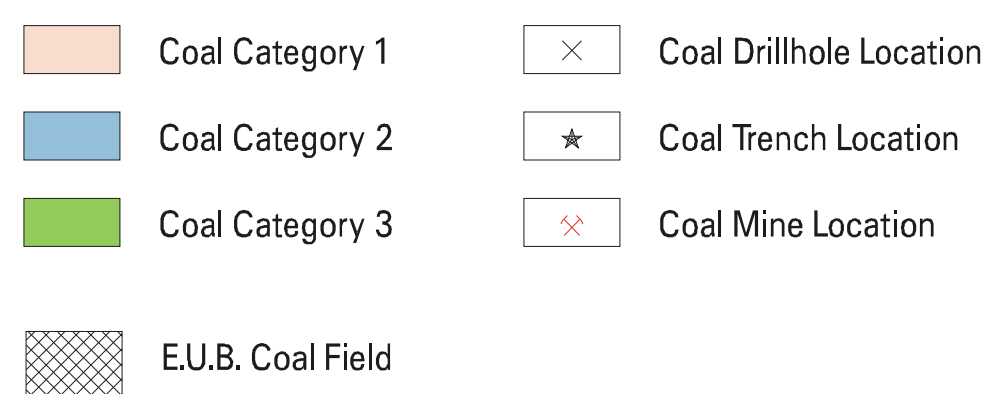 Coal Category 1
Coal Category 2
Coal Category 3
E.U.B. Coal Field
Coal Drillhole Location
Coal Trench Location
Coal Mine Location